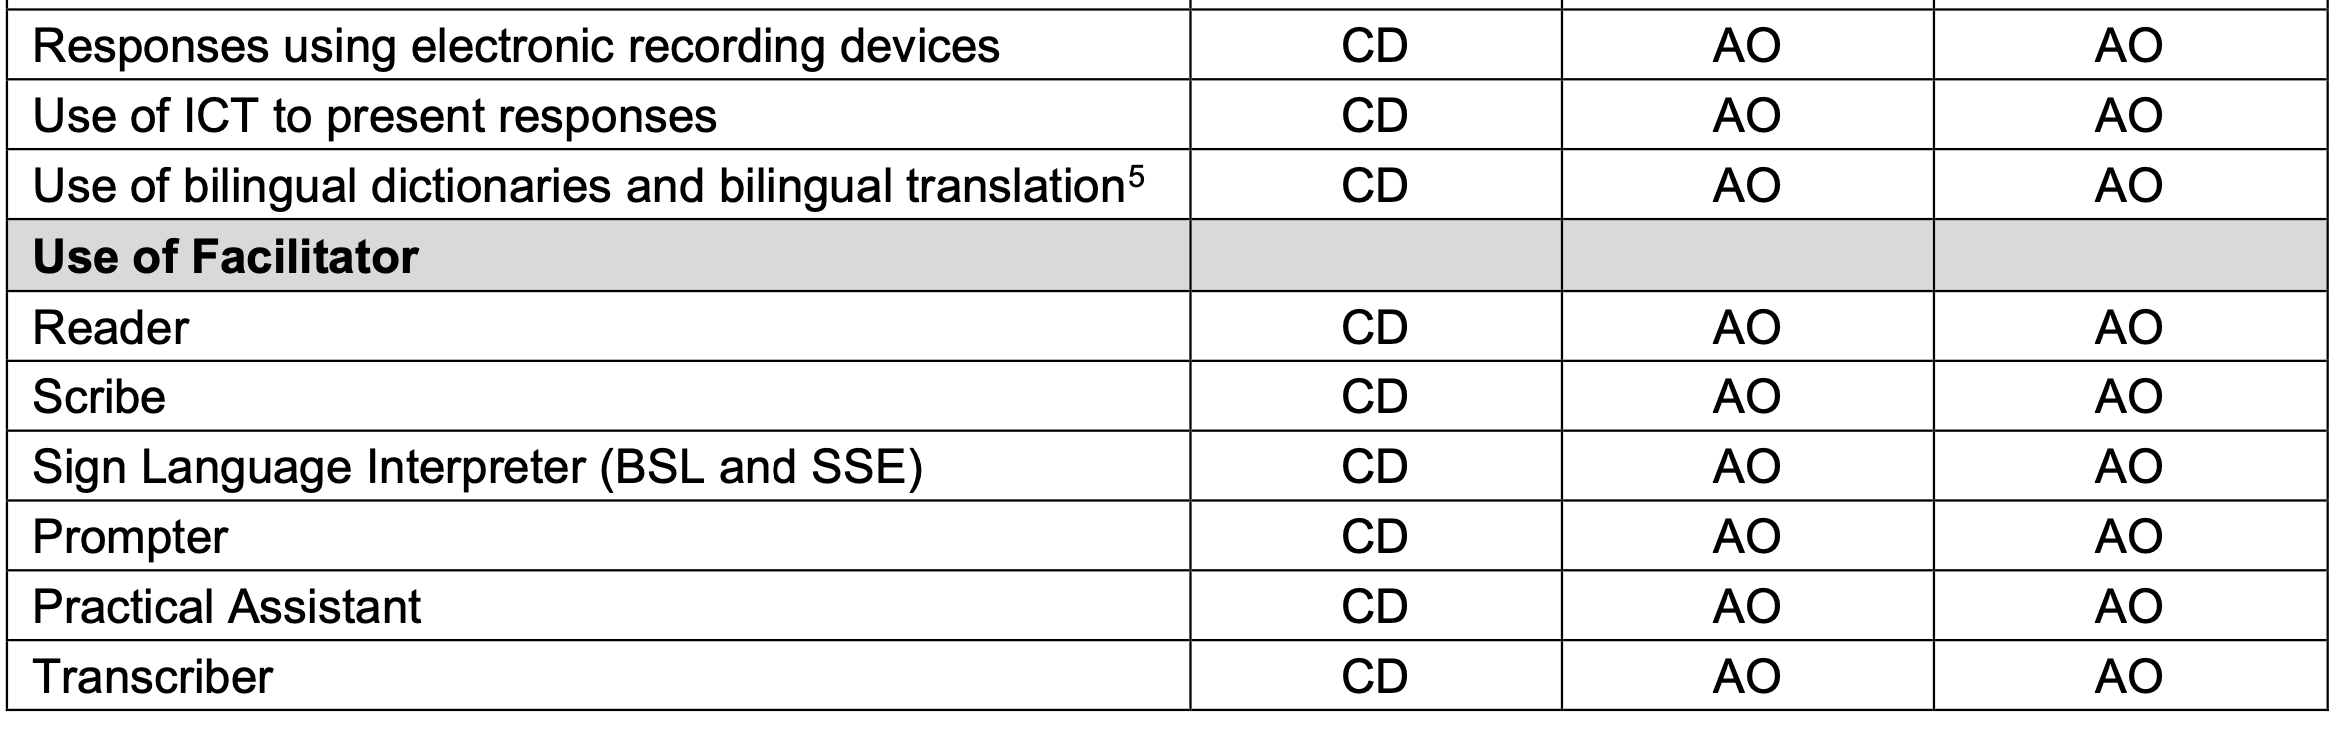 Responses using electronic recording devices CD AO AO
Use of ICT to present responses CD AO AO
Use of bilingual dictionaries and bilingual translation⁵ CD AO AO
Use of Facilitator
Reader CD AO AO
Scribe CD AO AO
Sign Language Interpreter (BSL and SSE) CD AO AO
Prompter CD AO AO
Practical Assistant CD AO AO
Transcriber CD AO AO